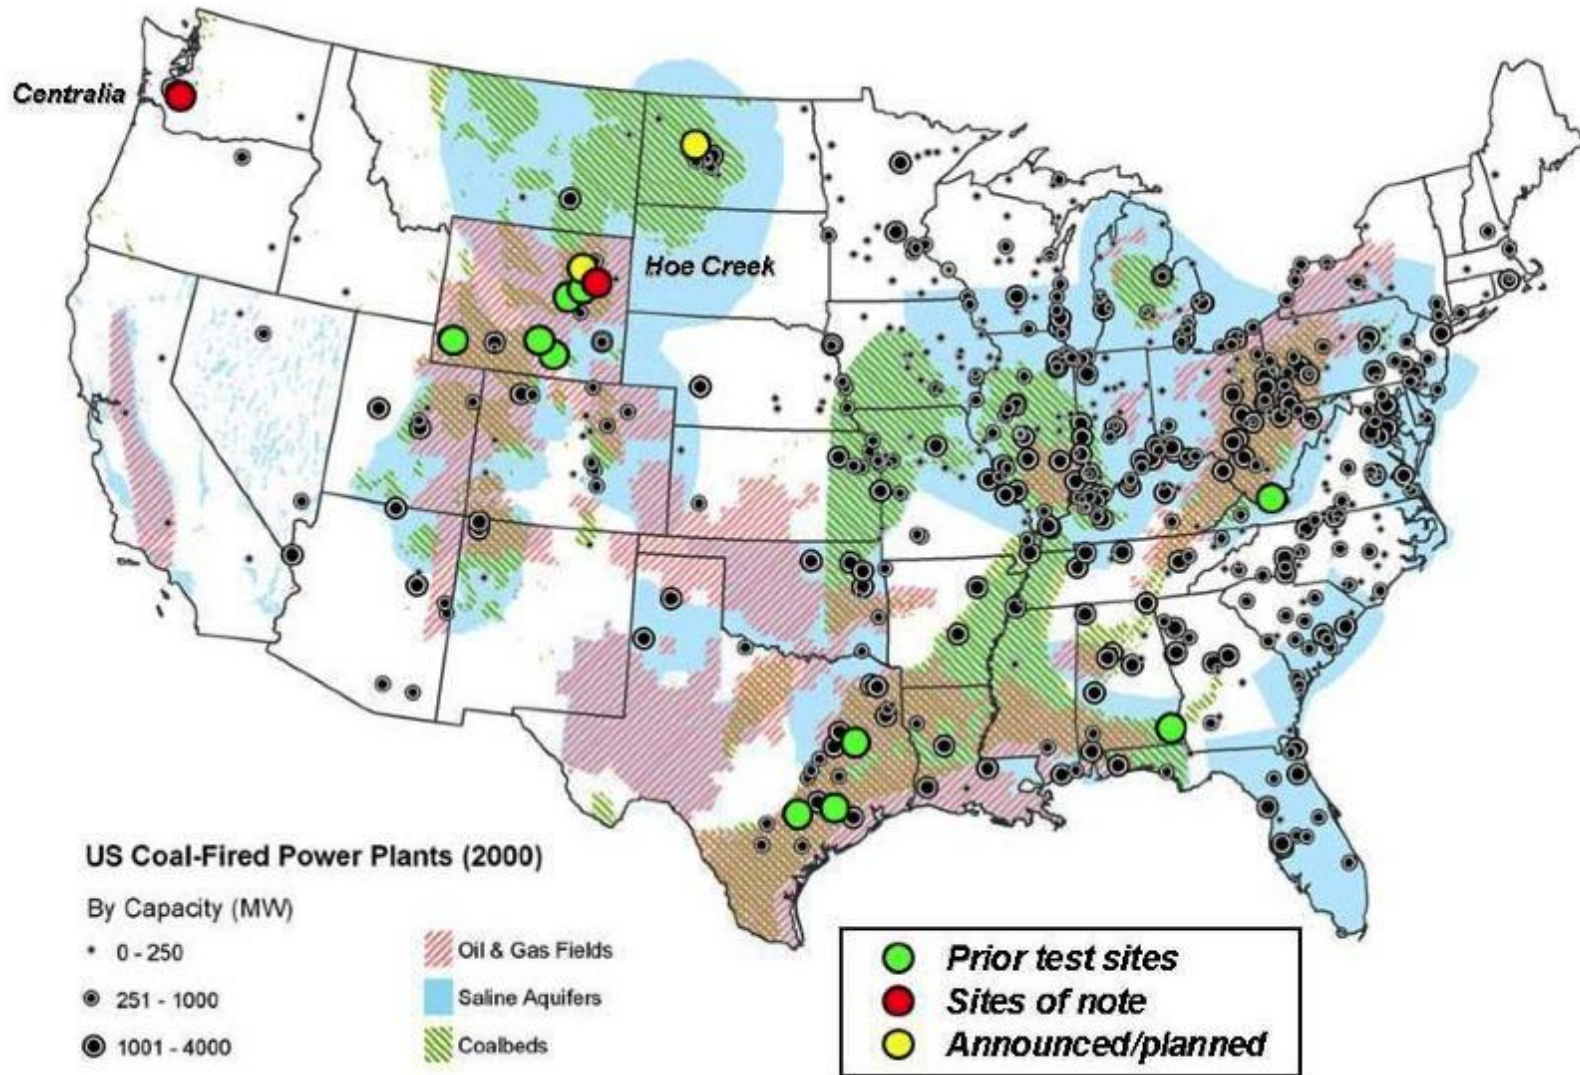 Centralia
Hoe Creek
US Coal-Fired Power Plants (2000)
By Capacity (MW)
0 - 250
251 - 1000
1001 - 4000
Oil & Gas Fields
Saline Aquifers
Coalbeds
Prior test sites
Sites of note
Announced/planned